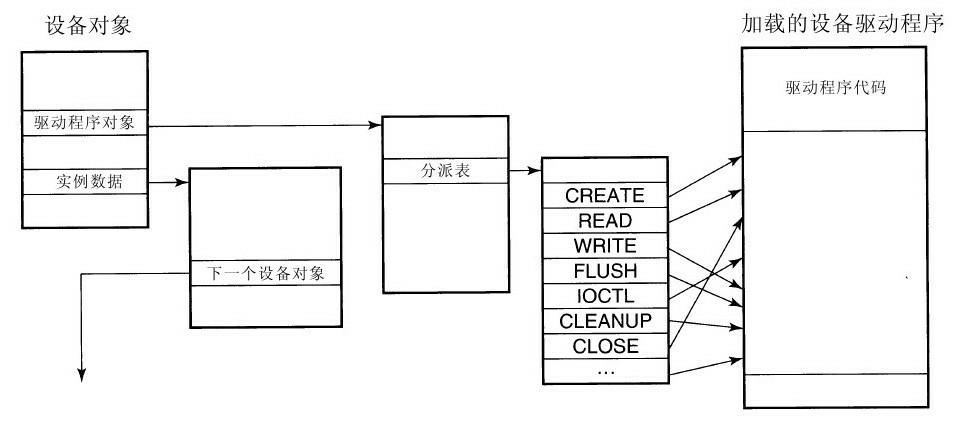 设备对象
加载的设备驱动程序
驱动程序代码
驱动程序对象
分派表
实例数据
CREATE
READ
WRITE
下一个设备对象
FLUSH
IOCTL
CLEANUP
CLOSE
...